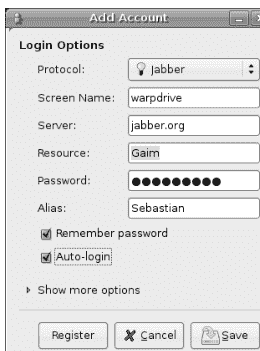 Add Account
Login Options
Protocol: Jabber
Screen Name: warpdrive
Server: jabber.org
Resource: Gaim
Password: ●●●●●●●●●
Alias: Sebastian
Remember password
Auto-login
Show more options
Register Cancel Save